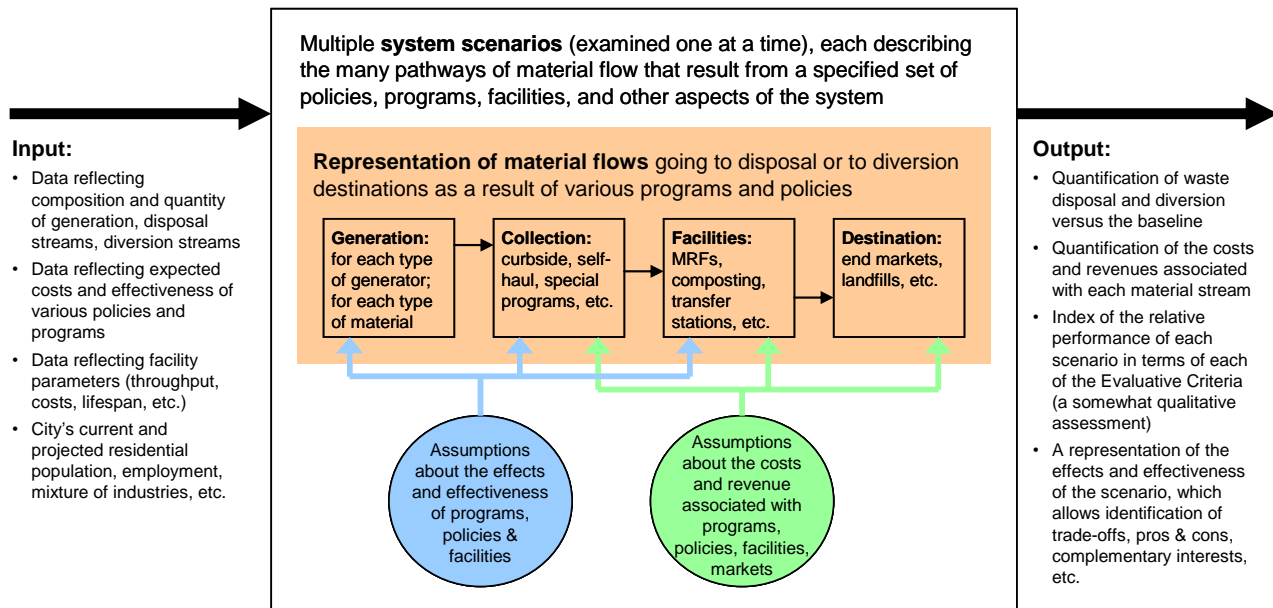 Multiple system scenarios (examined one at a time), each describing
the many pathways of material flow that result from a specified set of
policies, programs, facilities, and other aspects of the system
Input:
• Data reflecting
composition and quantity
of generation, disposal
streams, diversion streams
• Data reflecting expected
costs and effectiveness of
various policies and
programs
• Data reflecting facility
parameters (throughput,
costs, lifespan, etc.)
• City's current and
projected residential
population, employment,
mixture of industries, etc.
Representation of material flows going to disposal or to diversion
destinations as a result of various programs and policies
Generation:
for each type
of generator;
for each type
of material
Collection:
curbside, self-
haul, special
programs, etc.
Facilities:
MRFs,
composting,
transfer
stations, etc.
Destination:
end markets,
landfills, etc.
Assumptions
about the effects
and effectiveness
of programs,
policies &
facilities
Assumptions
about the costs
and revenue
associated with
programs,
policies, facilities,
markets
Output:
• Quantification of waste
disposal and diversion
versus the baseline
• Quantification of the costs
and revenues associated
with each material stream
• Index of the relative
performance of each
scenario in terms of each
of the Evaluative Criteria
(a somewhat qualitative
assessment)
• A representation of the
effects and effectiveness
of the scenario, which
allows identification of
trade-offs, pros & cons,
complementary interests,
etc.